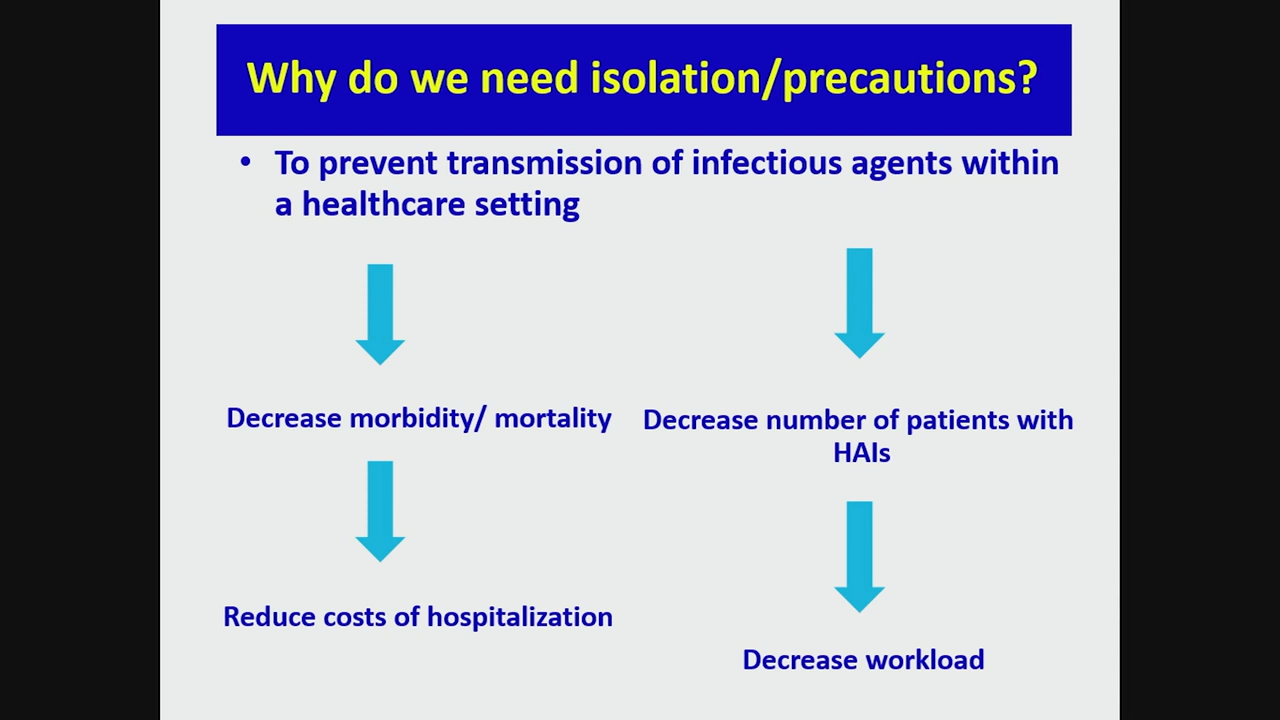 Why do we need isolation/precautions?
• To prevent transmission of infectious agents within
a healthcare setting
Decrease morbidity/ mortality
Decrease number of patients with
HAIs
Reduce costs of hospitalization
Decrease workload